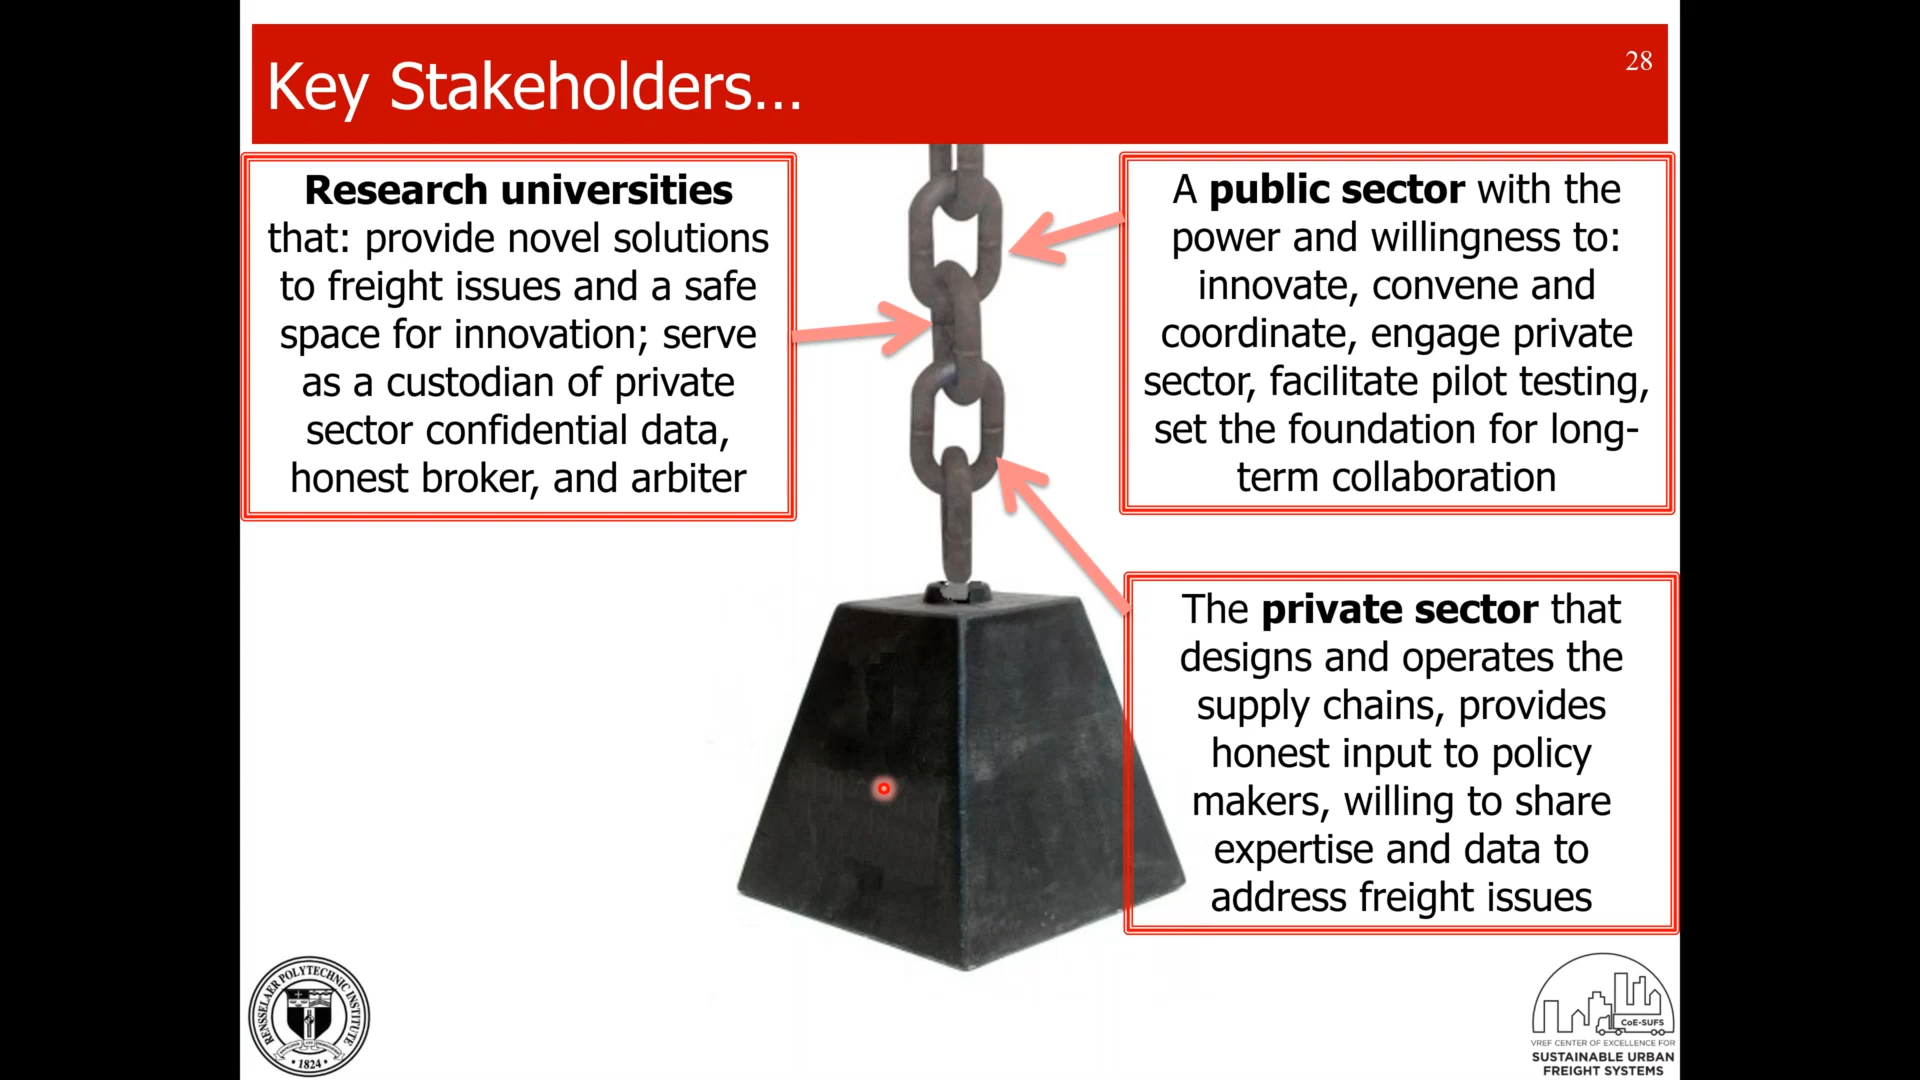 Key Stakeholders...
28
Research universities
that: provide novel solutions
to freight issues and a safe
space for innovation; serve
as a custodian of private
sector confidential data,
honest broker, and arbiter
A public sector with the
power and willingness to:
innovate, convene and
coordinate, engage private
sector, facilitate pilot testing,
set the foundation for long-
term collaboration
The private sector that
designs and operates the
supply chains, provides
honest input to policy
makers, willing to share
expertise and data to
address freight issues
RENSSELAER POLYTECHNIC INSTITUTE
1824
CoE-SUFS
VREF CENTER OF EXCELLENCE FOR
SUSTAINABLE URBAN
FREIGHT SYSTEMS